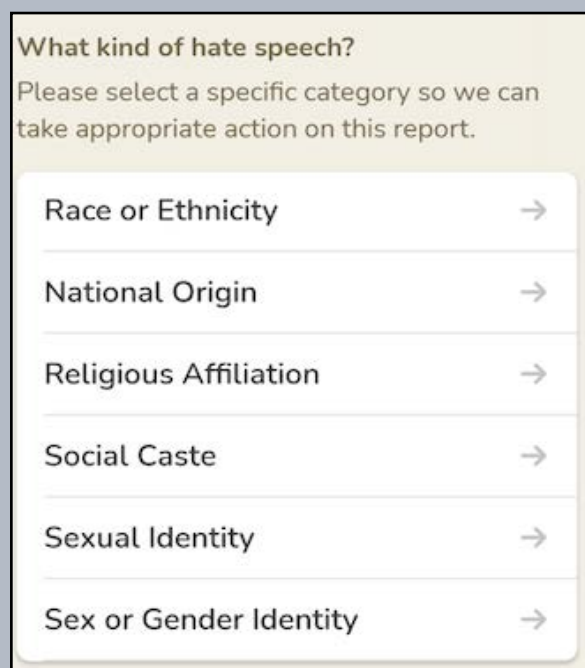 What kind of hate speech?
Please select a specific category so we can
take appropriate action on this report.
Race or Ethnicity
National Origin
Religious Affiliation
Social Caste
Sexual Identity
Sex or Gender Identity